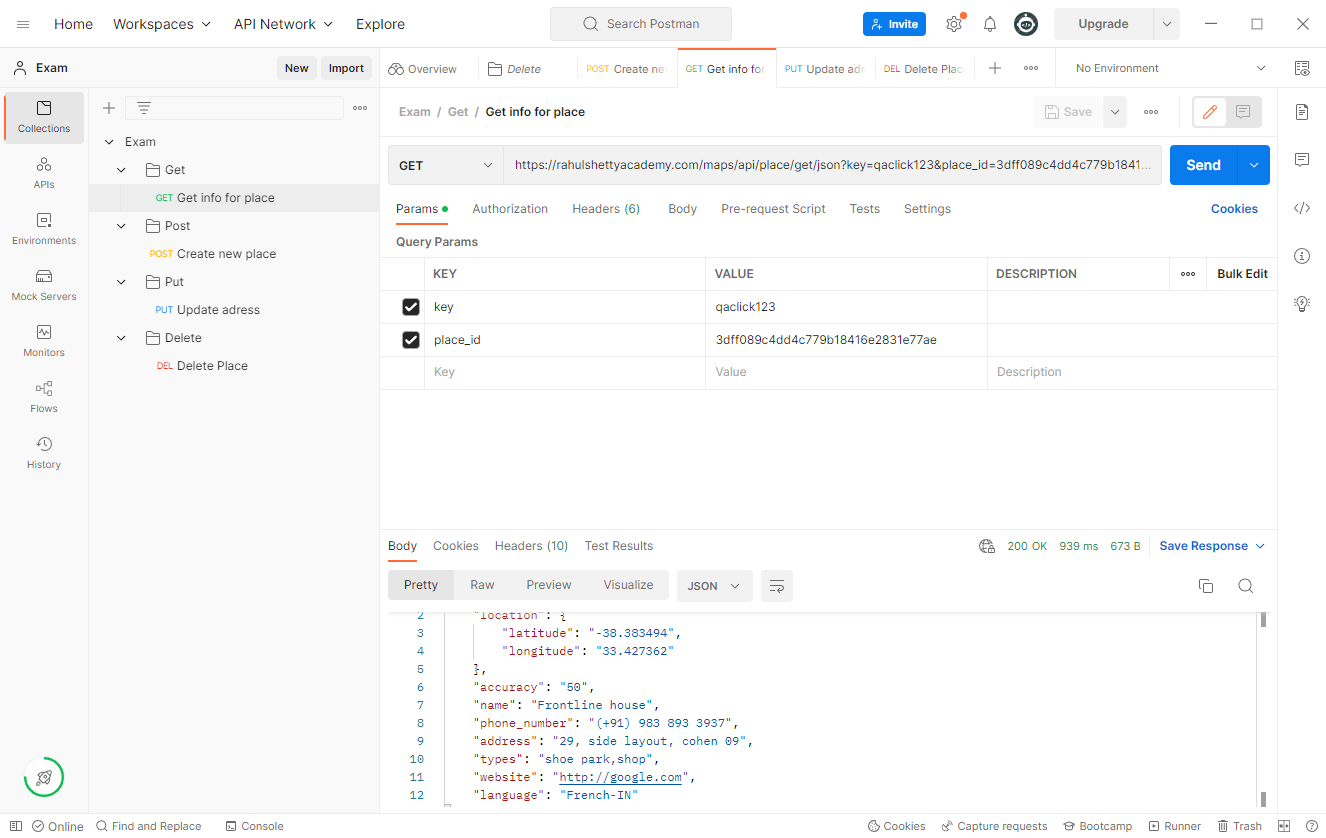 Home Workspaces API Network Explore Search Postman Invite Upgrade
Exam New Import Overview Delete POST Create new GET Get info for PUT Update adr DEL Delete Plac No Environment
Exam / Get / Get info for place Save
GET https://rahulshettyacademy.com/maps/api/place/get/json?key=qaclick123&place_id=3dff089c4dd4c779b1841... Send
Params Authorization Headers (6) Body Pre-request Script Tests Settings Cookies
Query Params
KEY VALUE DESCRIPTION Bulk Edit
key qaclick123
place_id 3dff089c4dd4c779b18416e2831e77ae
Key Value Description
Collections
APIs
Environments
Mock Servers
Monitors
Flows
History
Exam
Get
GET Get info for place
Post
POST Create new place
Put
PUT Update adress
Delete
DEL Delete Place
Body Cookies Headers (10) Test Results 200 OK 939 ms 673 B Save Response
Pretty Raw Preview Visualize JSON
2 "location": {
3 "latitude": "-38.383494",
4 "longitude": "33.427362"
5 },
6 "accuracy": "50",
7 "name": "Frontline house",
8 "phone_number": "(+91) 983 893 3937",
9 "address": "29, side layout, cohen 09",
10 "types": "shoe park,shop",
11 "website": "http://google.com",
12 "language": "French-IN"
Online Find and Replace Console Cookies Capture requests Bootcamp Runner Trash